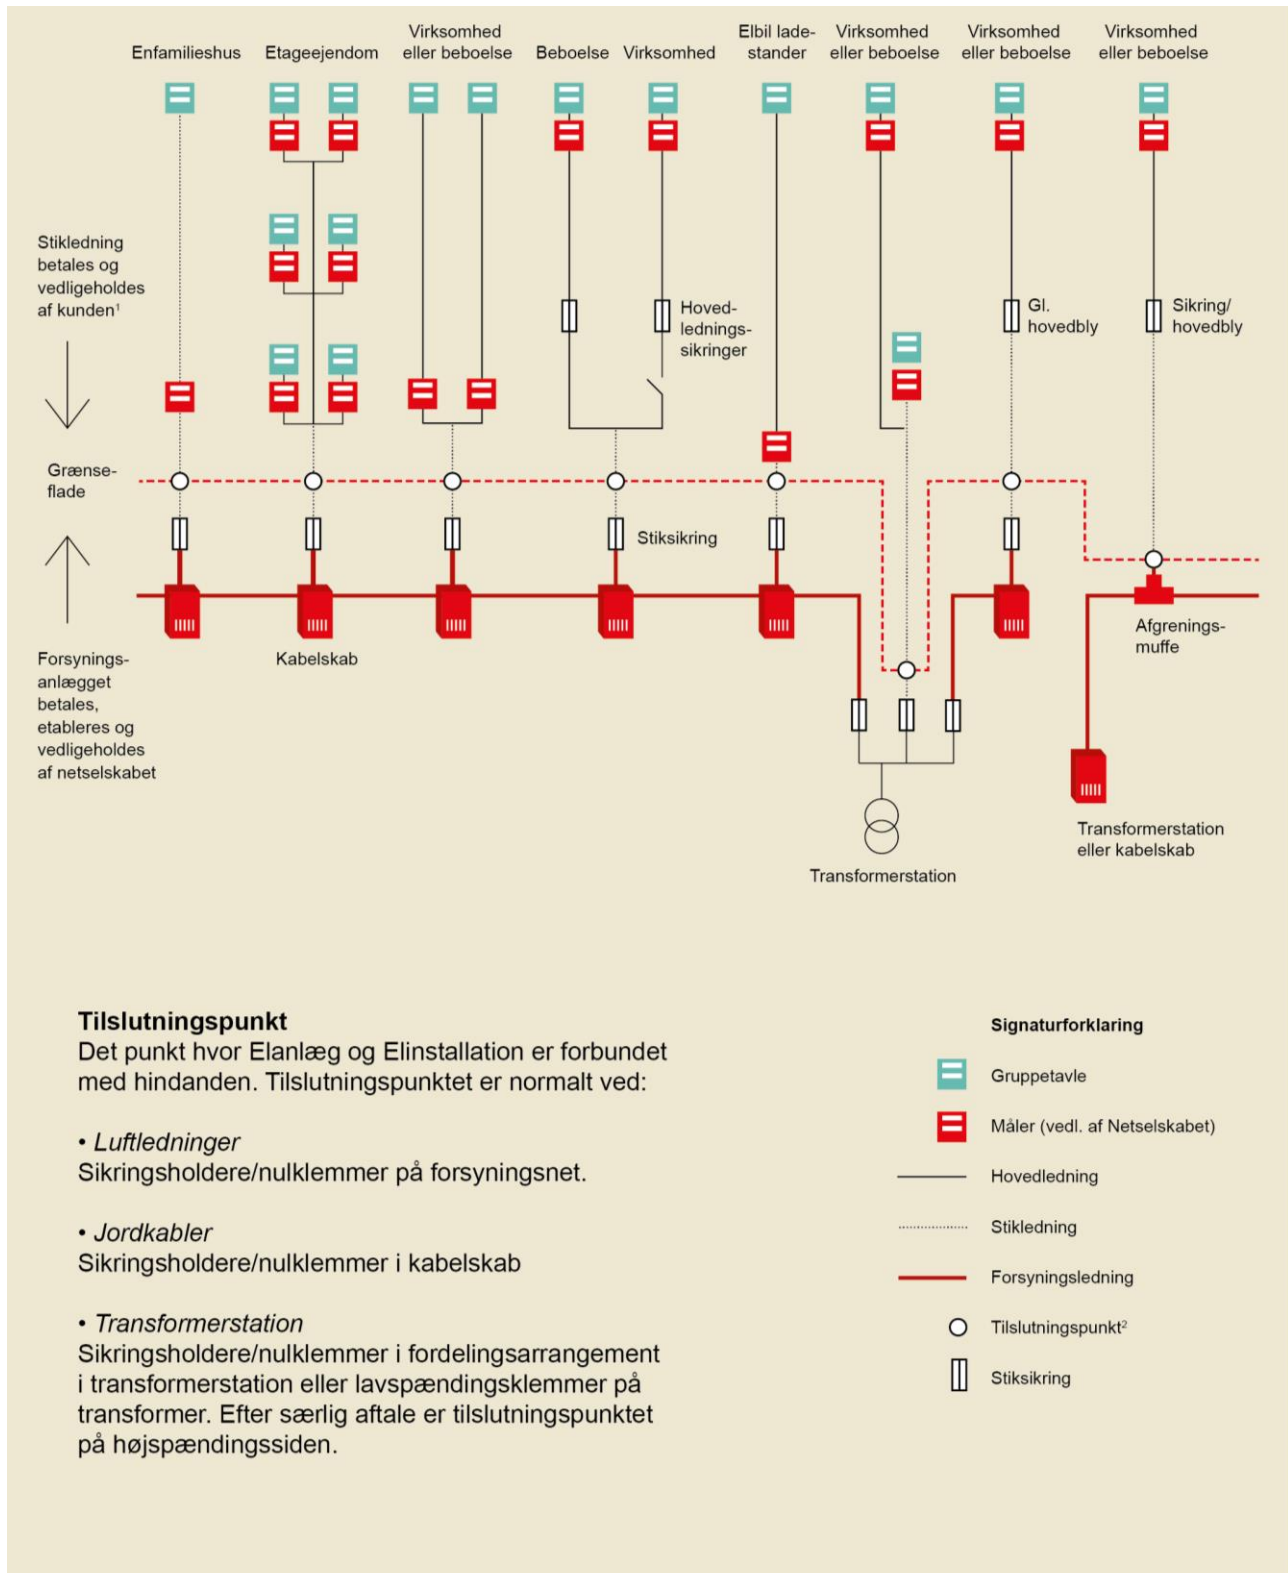 Enfamilieshus
Etageejendom
Virksomhed
eller beboelse
Beboelse
Virksomhed
Elbil lade-
stander
Virksomhed
eller beboelse
Virksomhed
eller beboelse
Virksomhed
eller beboelse
Stikledning
betales og
vedligeholdes
af kunden¹
Hoved-
lednings-
sikringer
Gl.
hovedbly
Sikring/
hovedbly
Grænse-
flade
Stiksikring
Kabelskab
Afgrenings-
muffe
Forsynings-
anlægget
betales,
etableres og
vedligeholdes
af netselskabet
Transformerstation
Transformerstation
eller kabelskab
Tilslutningspunkt
Det punkt hvor Elanlæg og Elinstallation er forbundet
med hindanden. Tilslutningspunktet er normalt ved:
• Luftledninger
Sikringsholdere/nulklemmer på forsyningsnet.
• Jordkabler
Sikringsholdere/nulklemmer i kabelskab
• Transformerstation
Sikringsholdere/nulklemmer i fordelingsarrangement
i transformerstation eller lavspændingsklemmer på
transformer. Efter særlig aftale er tilslutningspunktet
på højspændingssiden.
Signaturforklaring
Gruppetavle
Måler (vedl. af Netselskabet)
Hovedledning
Stikledning
Forsyningsledning
Tilslutningspunkt²
Stiksikring